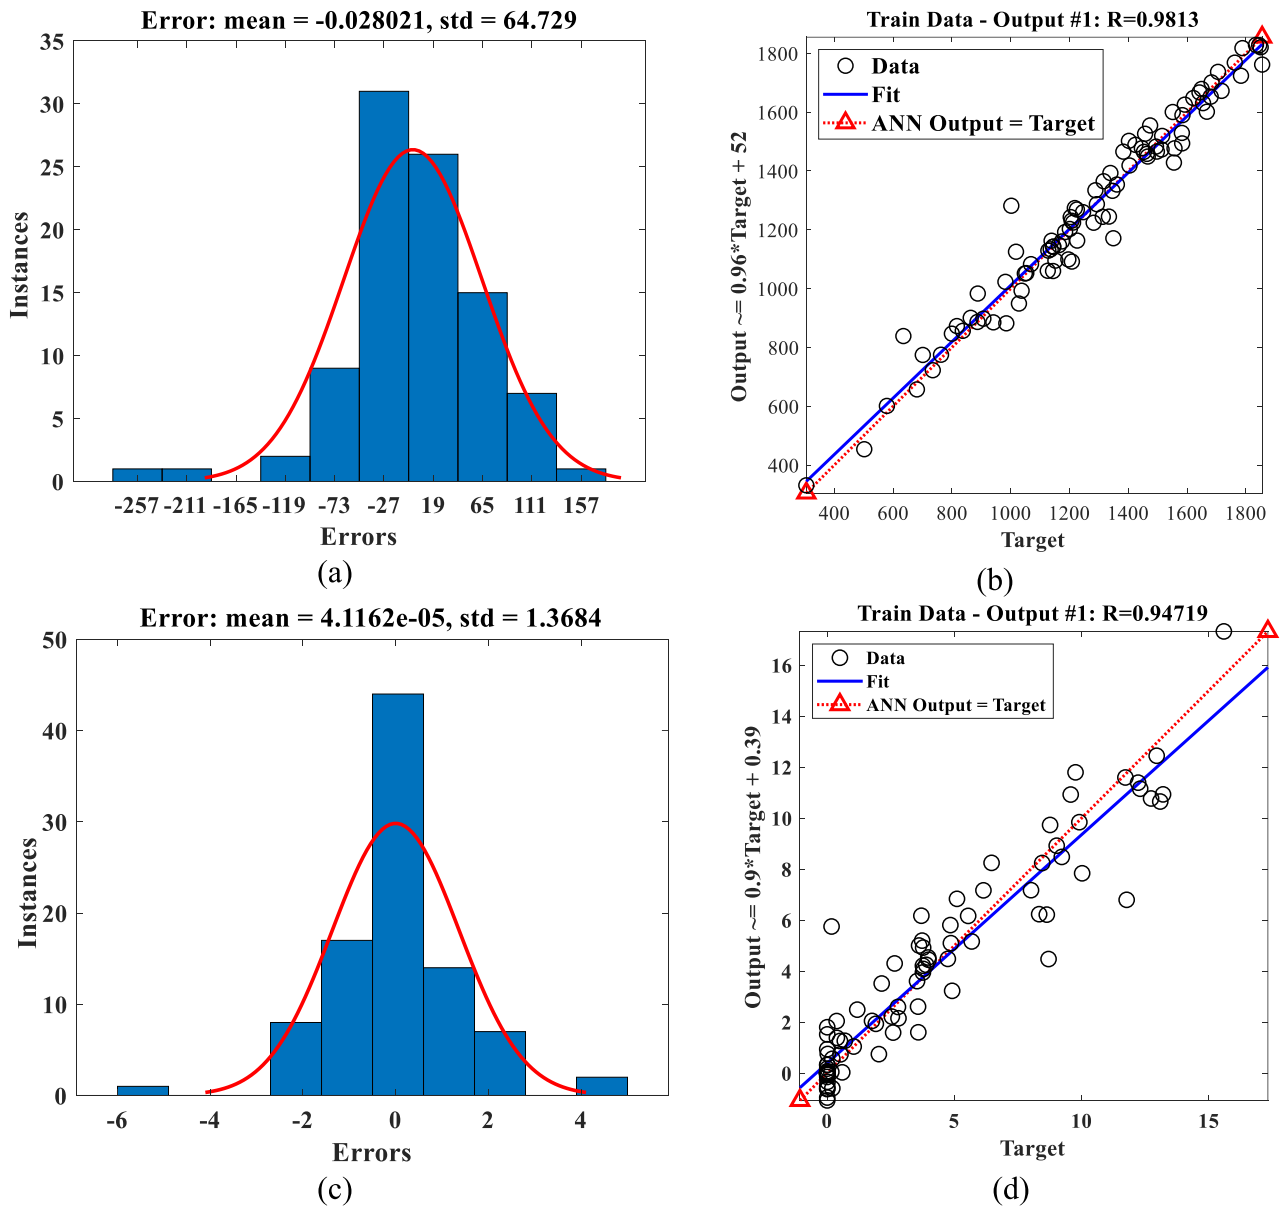 Error: mean = -0.028021, std = 64.729
35
30
25
20
15
10
5
0
Instances
-257 -211 -165 -119 -73 -27 19 65 111 157
Errors
(a)
Train Data - Output #1: R=0.9813
Data
Fit
ANN Output = Target
1800
1600
1400
1200
1000
800
600
400
Output ~= 0.96*Target + 52
400 600 800 1000 1200 1400 1600 1800
Target
(b)
Error: mean = 4.1162e-05, std = 1.3684
50
40
30
20
10
0
Instances
-6 -4 -2 0 2 4
Errors
(c)
Train Data - Output #1: R=0.94719
Data
Fit
ANN Output = Target
16
14
12
10
8
6
4
2
0
Output ~= 0.9*Target + 0.39
0 5 10 15
Target
(d)